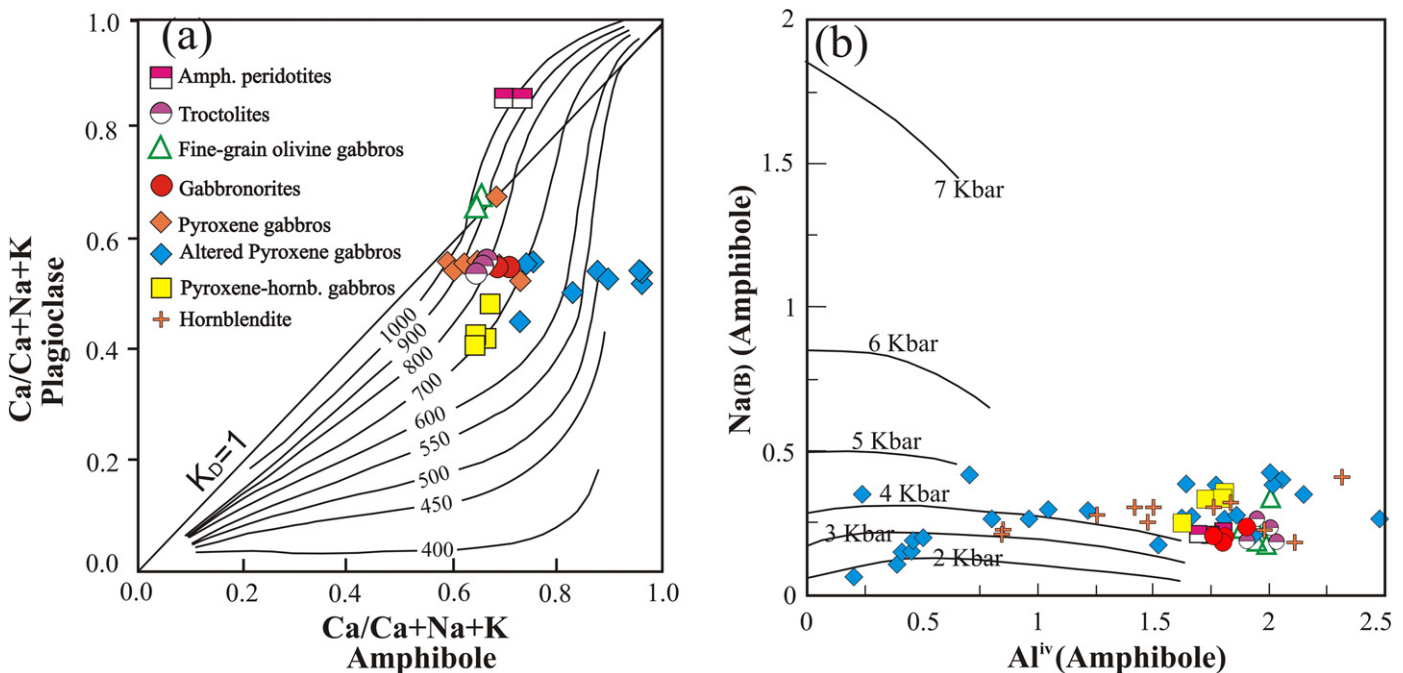 (a)
1.0
0.8
0.6
0.4
0.2
0.0
Ca/Ca+Na+K
Plagioclase
Amph. peridotites
Troctolites
Fine-grain olivine gabbros
Gabbronorites
Pyroxene gabbros
Altered Pyroxene gabbros
Pyroxene-hornb. gabbros
Hornblendite
KD=1
1000
900
800
700
600
550
500
450
400
0.0
0.2
0.4
0.6
0.8
1.0
Ca/Ca+Na+K
Amphibole
(b)
2
1.5
1
0.5
0
Na(B) (Amphibole)
7 Kbar
6 Kbar
5 Kbar
4 Kbar
3 Kbar
2 Kbar
0
0.5
1
1.5
2
2.5
Al^iv (Amphibole)